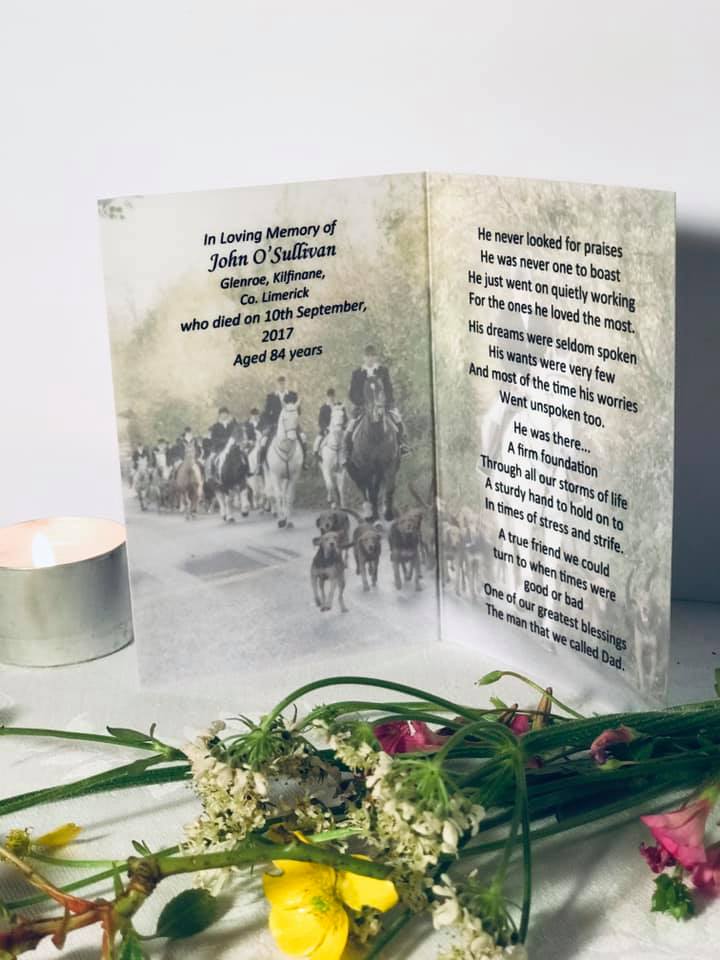 In Loving Memory of
John O'Sullivan
Glenroe, Kilfinane,
Co. Limerick
who died on 10th September,
2017
Aged 84 years
He never looked for praises
He was never one to boast
He just went on quietly working
For the ones he loved the most.
His dreams were seldom spoken
His wants were very few
And most of the time his worries
Went unspoken too.
He was there...
A firm foundation
Through all our storms of life
A sturdy hand to hold on to
In times of stress and strife.
A true friend we could
turn to when times were
good or bad
One of our greatest blessings
The man that we called Dad.